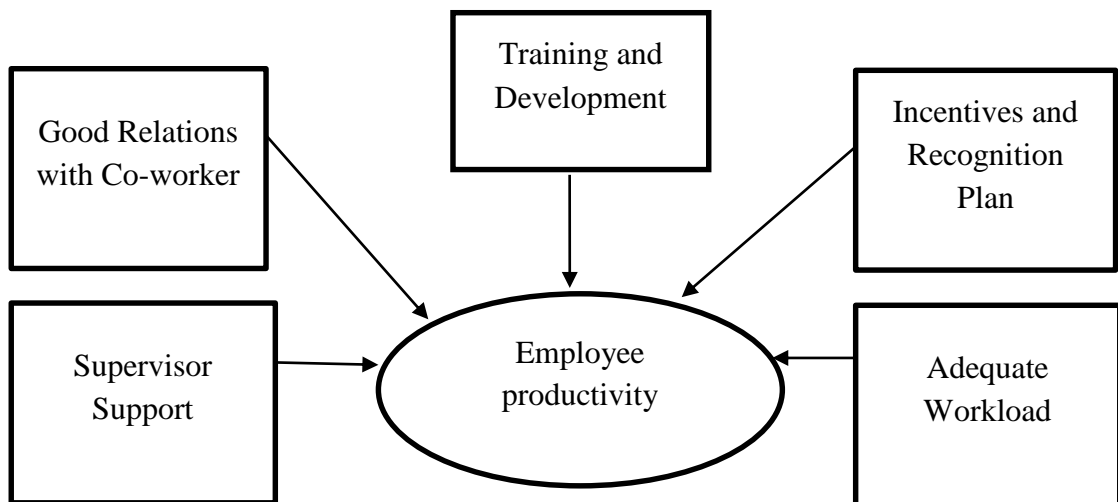 Training and
Development
Good Relations
with Co-worker
Incentives and
Recognition
Plan
Supervisor
Support
Employee
productivity
Adequate
Workload